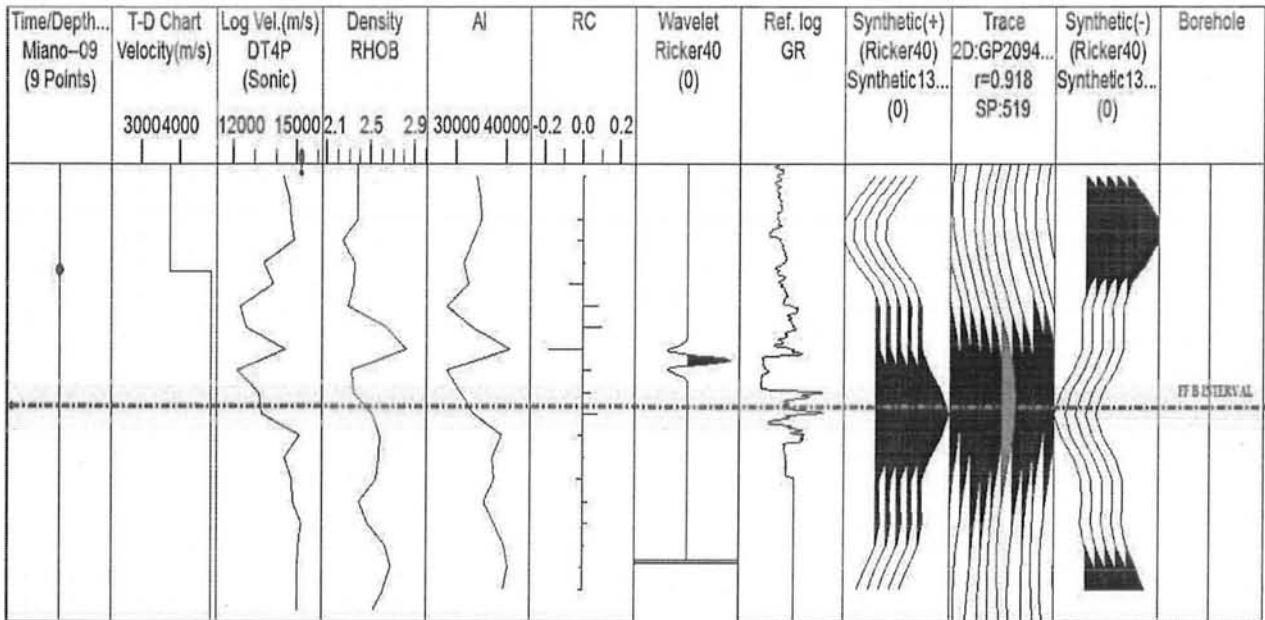 Time/Depth...
Miano--09
(9 Points)
T-D Chart
Velocity(m/s)
3000 4000
Log Vel.(m/s)
DT4P
(Sonic)
12000 15000
Density
RHOB
2.1 2.5 2.9
AI
30000 40000
RC
-0.2 0.0 0.2
Wavelet
Ricker40
(0)
Ref. log
GR
Synthetic(+)
(Ricker40)
Synthetic13...
(0)
Trace
2D:GP2094...
r=0.918
SP:519
Synthetic(-)
(Ricker40)
Synthetic13...
(0)
Borehole
FF B INTERVAL